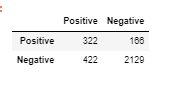 :
Positive Negative
Positive 322 166
Negative 422 2129